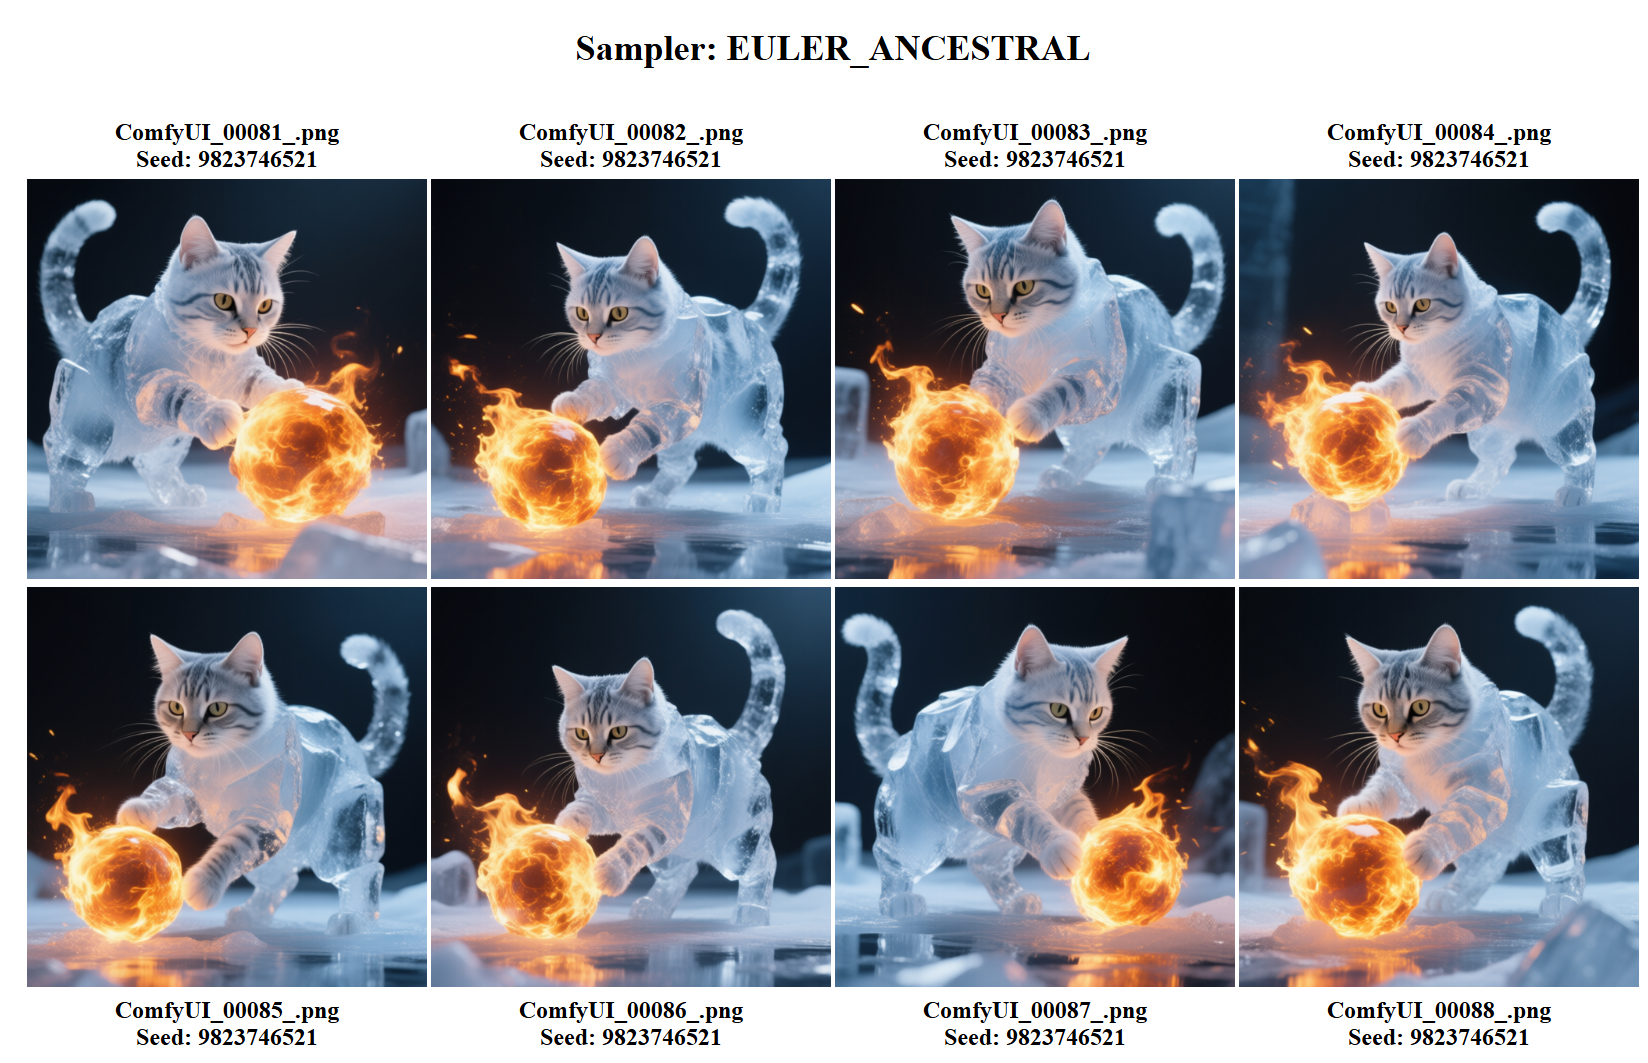 Sampler: EULER_ANCESTRAL
ComfyUI_00081_.png
Seed: 9823746521
ComfyUI_00082_.png
Seed: 9823746521
ComfyUI_00083_.png
Seed: 9823746521
ComfyUI_00084_.png
Seed: 9823746521
ComfyUI_00085_.png
Seed: 9823746521
ComfyUI_00086_.png
Seed: 9823746521
ComfyUI_00087_.png
Seed: 9823746521
ComfyUI_00088_.png
Seed: 9823746521